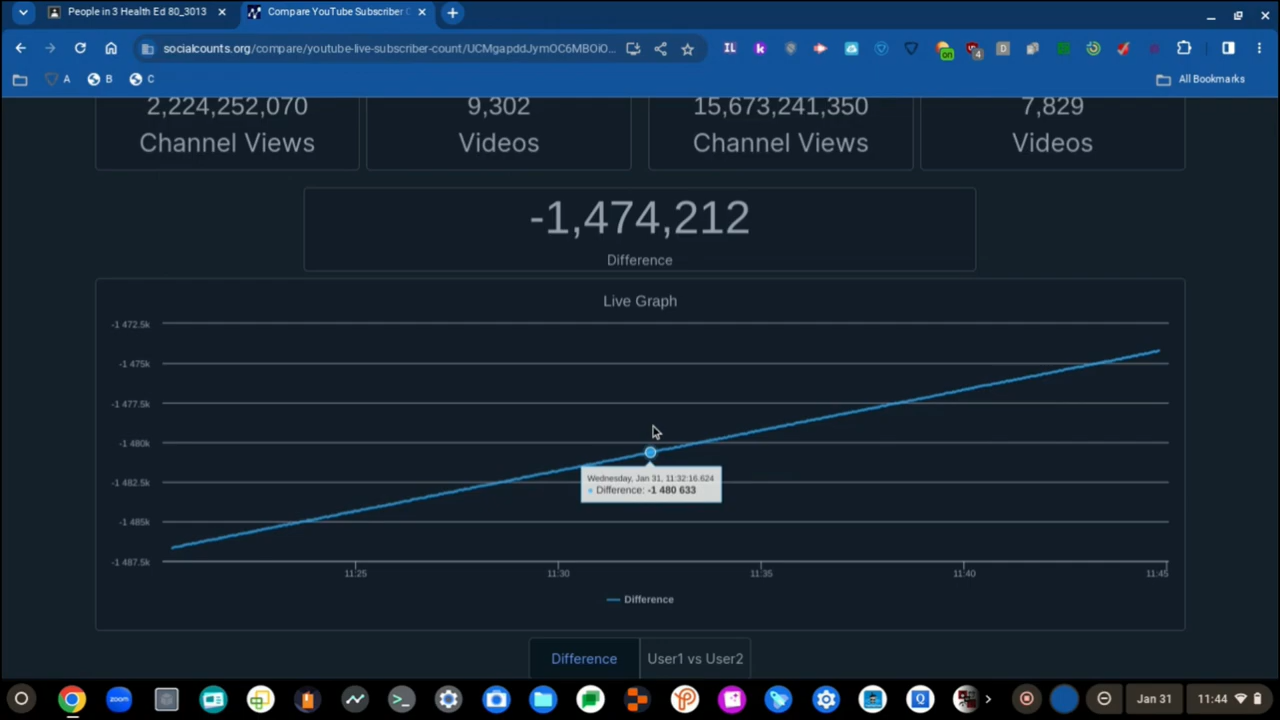 People in 3 Health Ed 80_3013
Compare YouTube Subscriber C
socialcounts.org/compare/youtube-live-subscriber-count/UCMgapddJymOC6MBOiO...
IL
k
on
4
D
A
B
C
All Bookmarks
2,224,252,070
Channel Views
9,302
Videos
15,673,241,350
Channel Views
7,829
Videos
-1,474,212
Difference
Live Graph
-1 472.5k
-1 475k
-1 477.5k
-1 480k
-1 482.5k
-1 485k
-1 487.5k
Wednesday, Jan 31, 11:32:16.624
Difference: -1 480 633
11:25
11:30
11:35
11:40
11:45
Difference
Difference
User1 vs User2
zoom
Q
Jan 31
11:44